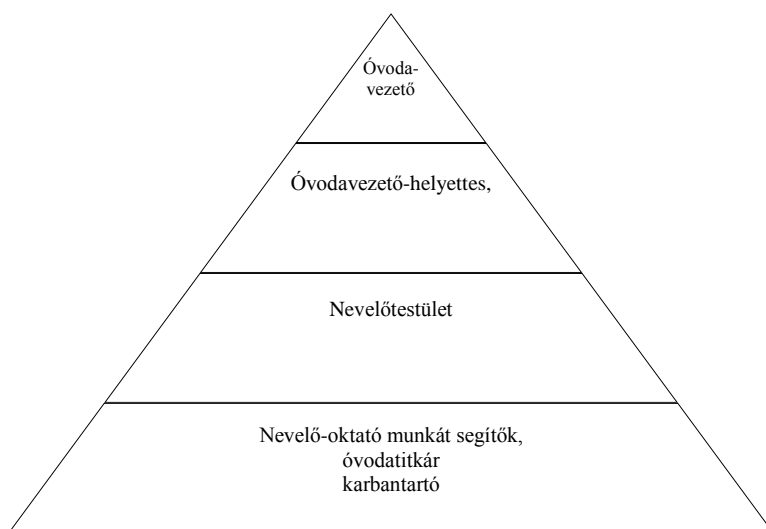 Óvoda-
vezető
Óvodavezető-helyettes,
Nevelőtestület
Nevelő-oktató munkát segítők,
óvodatitkár
karbantartó